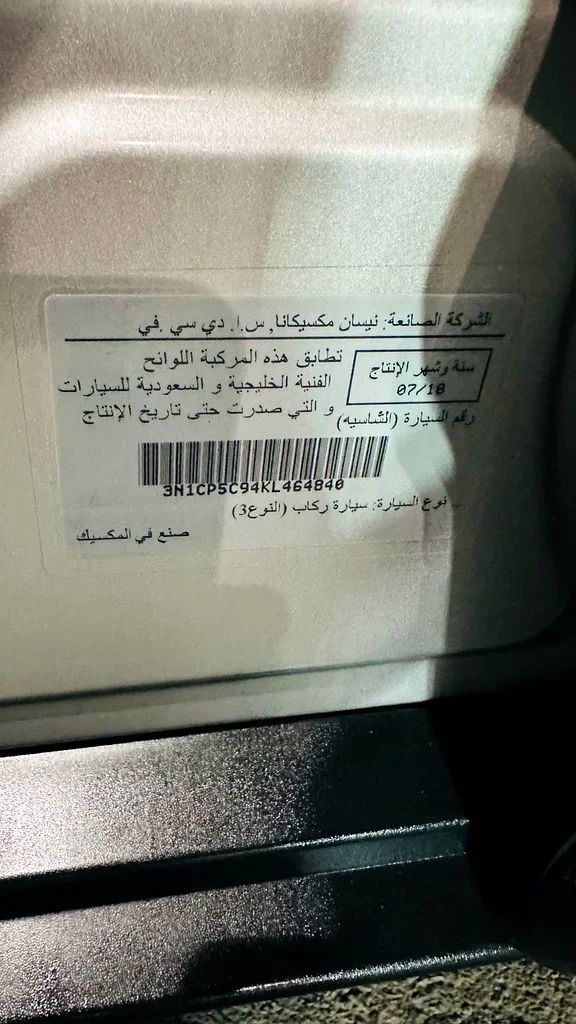 الشركة الصانعة: نيسان مكسيكانا, س.ا. دي سي .في
سنة وشهر الإنتاج
07/18
تطابق هذه المركبة اللوائح
الفنية الخليجية و السعودية للسيارات
و التي صدرت حتى تاريخ الإنتاج
رقم السيارة (الشاسيه)
3N1CP5C94KL464840
نوع السيارة: سيارة ركاب (النوع3)
صنع في المكسيك